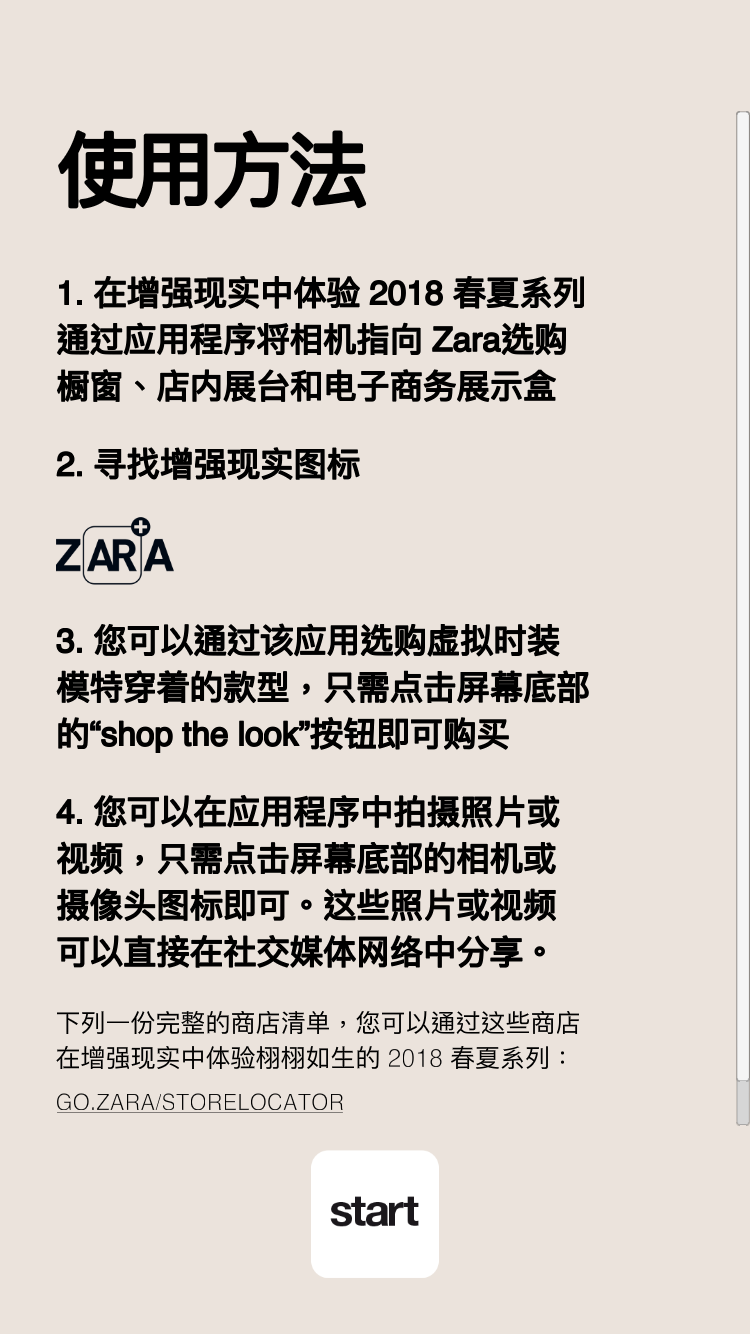 使用方法
1. 在增强现实中体验 2018 春夏系列
通过应用程序将相机指向 Zara选购
橱窗、店内展台和电子商务展示盒
2. 寻找增强现实图标
ZARA
3. 您可以通过该应用选购虚拟时装
模特穿着的款型，只需点击屏幕底部
的“shop the look”按钮即可购买
4. 您可以在应用程序中拍摄照片或
视频，只需点击屏幕底部的相机或
摄像头图标即可。这些照片或视频
可以直接在社交媒体网络中分享。
下列一份完整的商店清单，您可以通过这些商店
在增强现实中体验栩栩如生的 2018 春夏系列：
GO.ZARA/STORELOCATOR
start